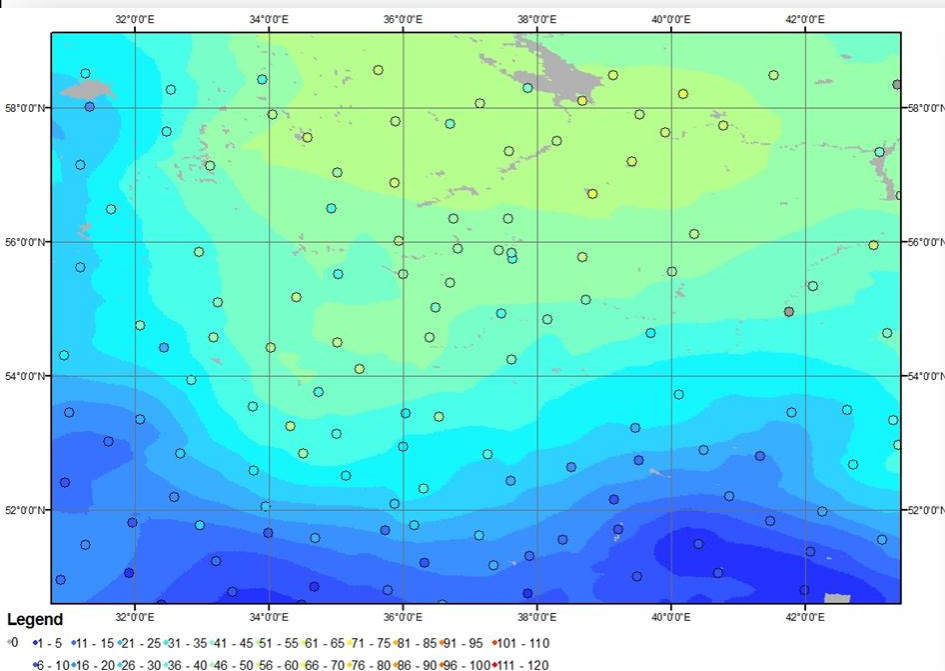 32°0'0"E 34°0'0"E 36°0'0"E 38°0'0"E 40°0'0"E 42°0'0"E
58°0'0"N 58°0'0"N
56°0'0"N 56°0'0"N
54°0'0"N 54°0'0"N
52°0'0"N 52°0'0"N
32°0'0"E 34°0'0"E 36°0'0"E 38°0'0"E 40°0'0"E 42°0'0"E
Legend
0 1 - 5 11 - 15 21 - 25 31 - 35 41 - 45 51 - 55 61 - 65 71 - 75 81 - 85 91 - 95 101 - 110
6 - 10 16 - 20 26 - 30 36 - 40 46 - 50 56 - 60 66 - 70 76 - 80 86 - 90 96 - 100 111 - 120